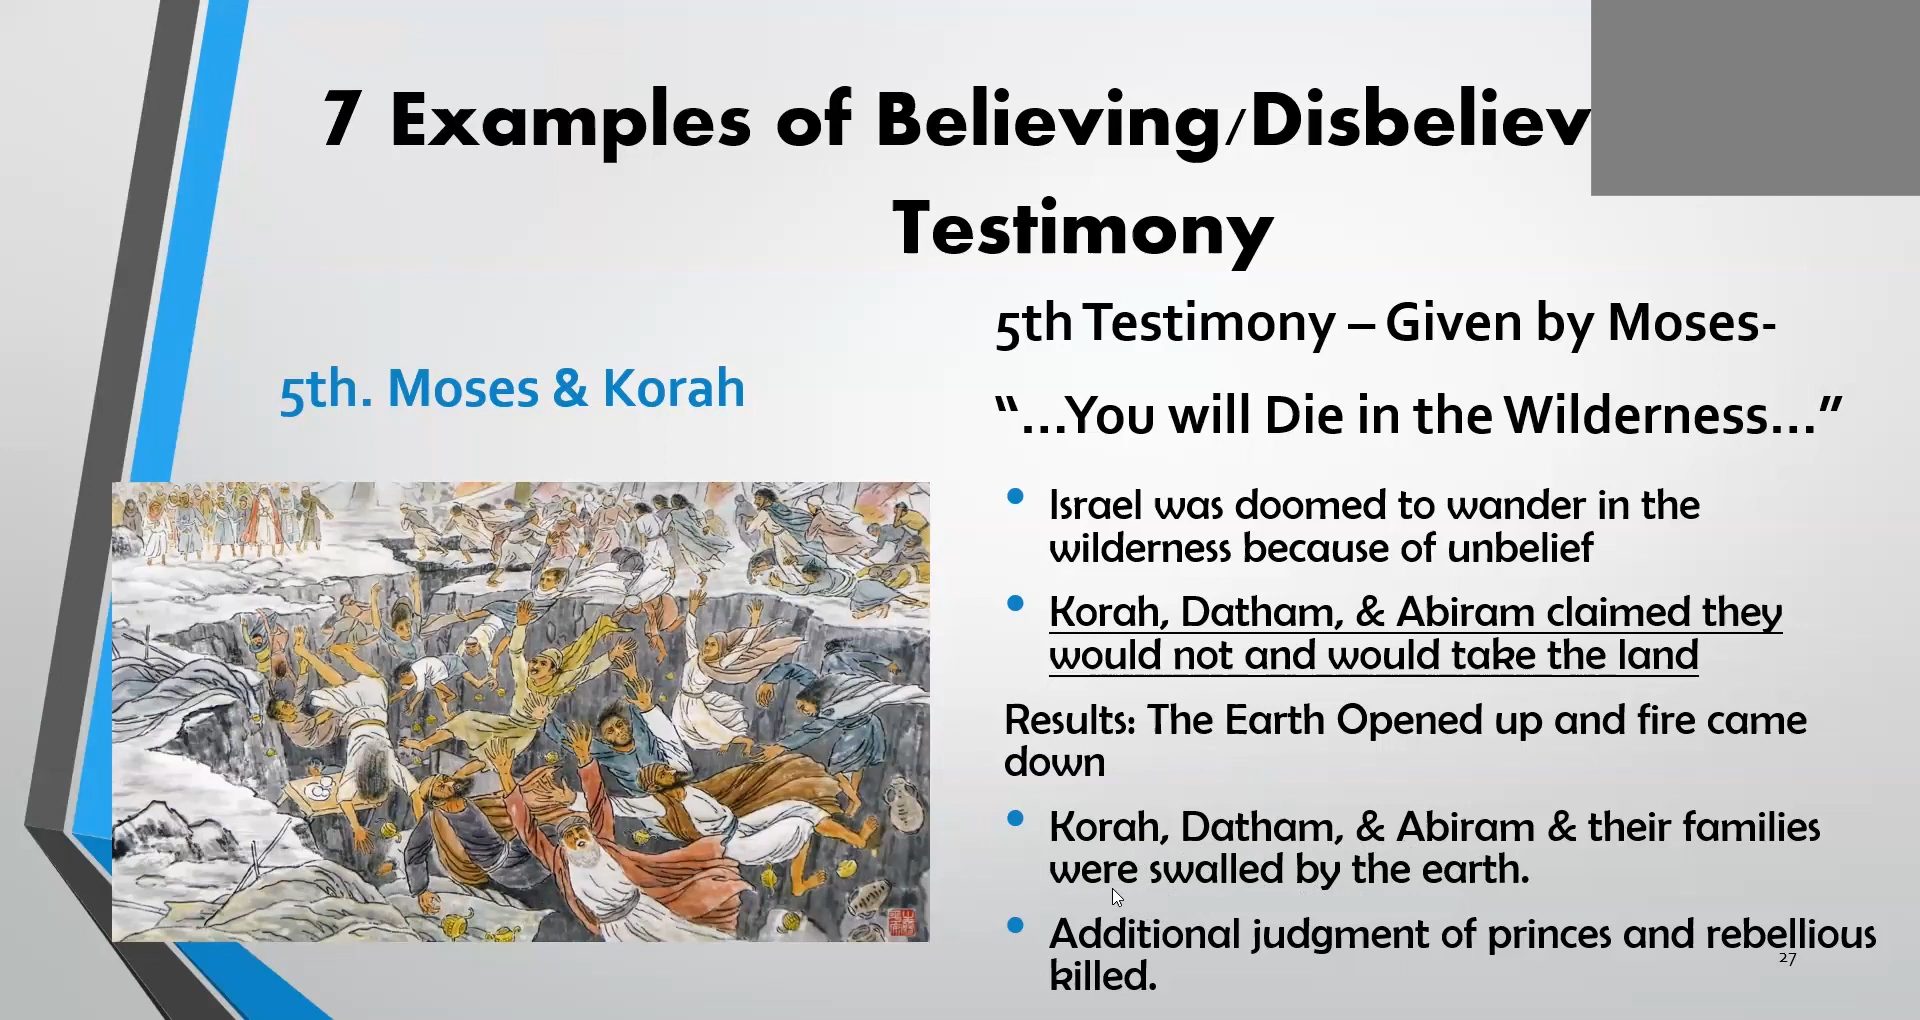 7 Examples of Believing/Disbeliev
Testimony
5th. Moses & Korah
5th Testimony – Given by Moses-
“...You will Die in the Wilderness...”
• Israel was doomed to wander in the
wilderness because of unbelief
• Korah, Datham, & Abiram claimed they
would not and would take the land
Results: The Earth Opened up and fire came
down
• Korah, Datham, & Abiram & their families
were swalled by the earth.
• Additional judgment of princes and rebellious
killed.
27